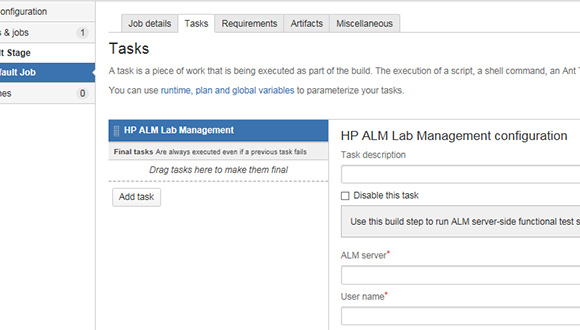 onfiguration
s & jobs 1
lt Stage
fault Job
nes 0
Job details Tasks Requirements Artifacts Miscellaneous
Tasks
A task is a piece of work that is being executed as part of the build. The execution of a script, a shell command, an Ant T
You can use runtime, plan and global variables to parameterize your tasks.
HP ALM Lab Management
Final tasks Are always executed even if a previous task fails
Drag tasks here to make them final
Add task
HP ALM Lab Management configuration
Task description
Disable this task
Use this build step to run ALM server-side functional test s
ALM server*
User name*